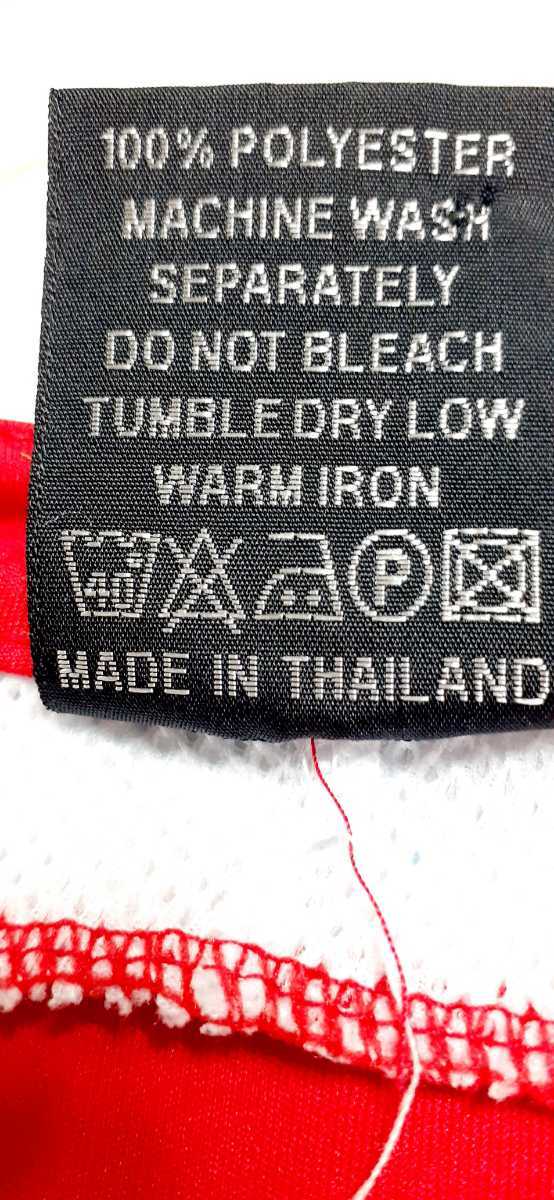 100% POLYESTER
MACHINE WASH
SEPARATELY
DO NOT BLEACH
TUMBLE DRY LOW
WARM IRON
40 P
MADE IN THAILAND